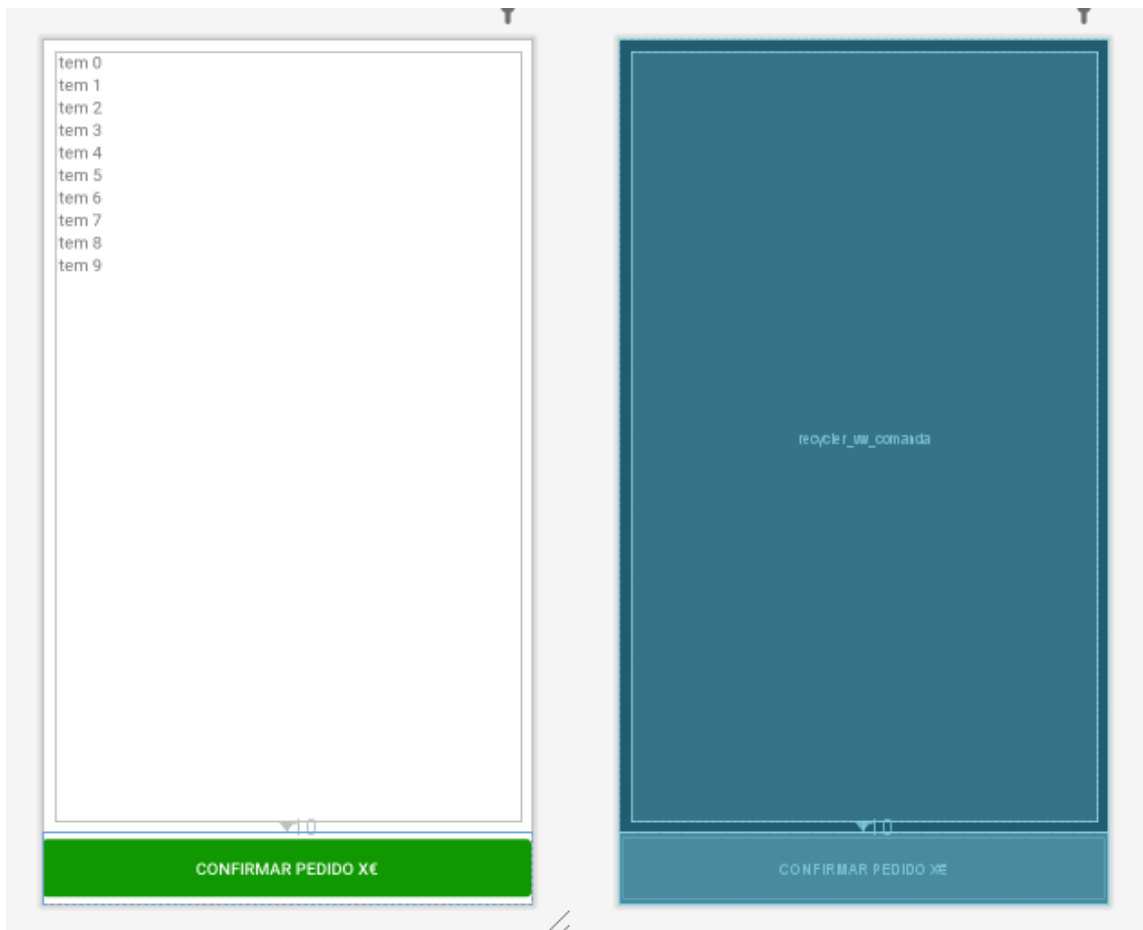 tem 0
tem 1
tem 2
tem 3
tem 4
tem 5
tem 6
tem 7
tem 8
tem 9
10
CONFIRMAR PEDIDO X€
recycler_vw_comanda
10
CONFIRMAR PEDIDO X€